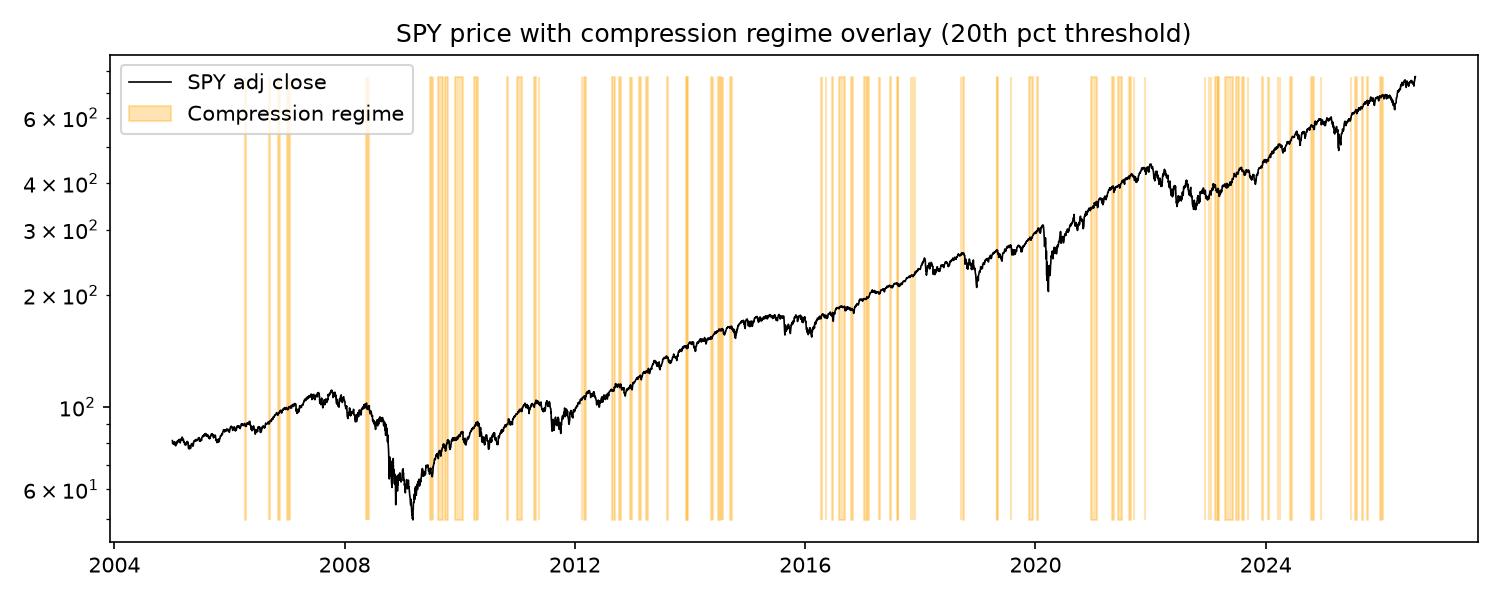 SPY price with compression regime overlay (20th pct threshold)
SPY adj close
Compression regime
6 × 10²
4 × 10²
3 × 10²
2 × 10²
10²
6 × 10¹
2004 2008 2012 2016 2020 2024